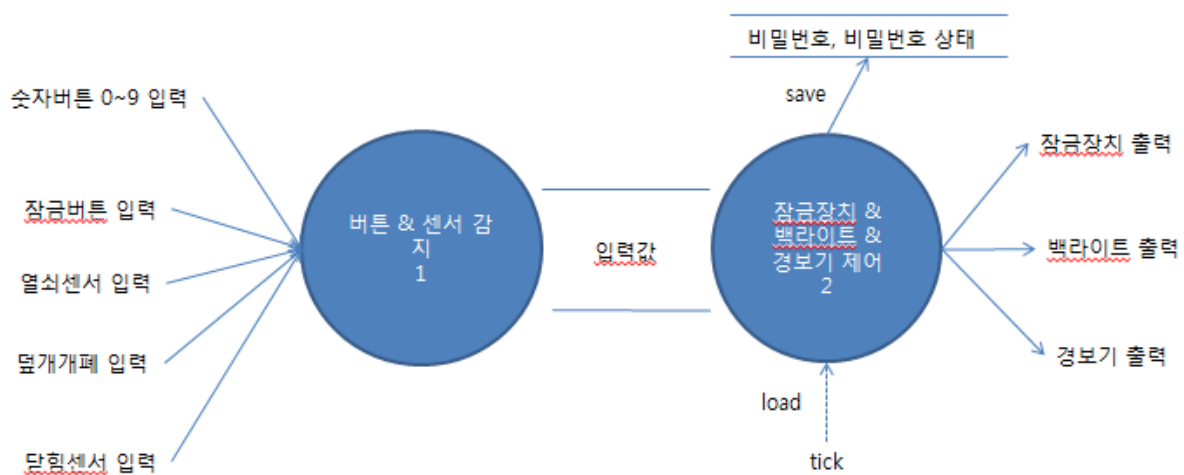 비밀번호, 비밀번호 상태
save
숫자버튼 0~9 입력
잠금버튼 입력
열쇠센서 입력
덮개개폐 입력
닫힘센서 입력
버튼 & 센서 감
지
1
입력값
잠금장치 &
백라이트 &
경보기 제어
2
잠금장치 출력
백라이트 출력
경보기 출력
load
tick